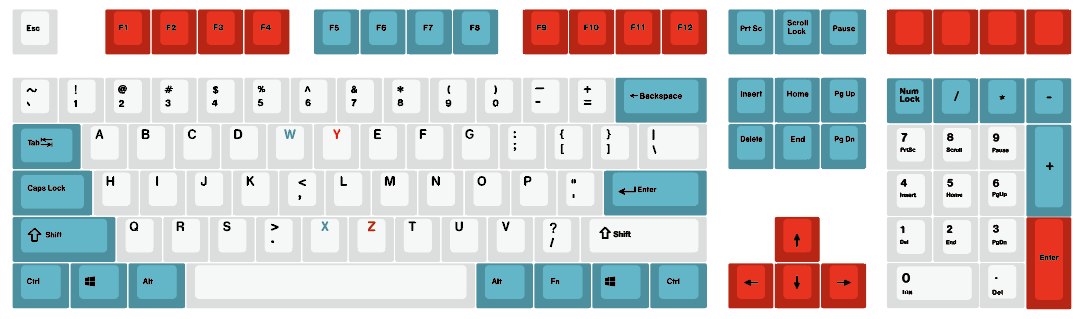 Esc F1 F2 F3 F4 F5 F6 F7 F8 F9 F10 F11 F12 Prt Sc Scroll Lock Pause
~ ! @ # $ % ^ & * ( ) — +
` 1 2 3 4 5 6 7 8 9 0 - = ←Backspace Insert Home Pg Up Num Lock / * -
Tab A B C D W Y E F G : ; { [ } ] | \ Delete End Pg Dn 7 PrtSc 8 Scroll 9 Pause
+
Caps Lock H I J K < , L M N O P " ' Enter 4 Insert 5 Home 6 PgUp
⇧ Shift Q R S > . X Z T U V ? / ⇧ Shift ↑ 1 Del 2 End 3 PgDn
Enter
Ctrl Alt Alt Fn Ctrl ← ↓ → 0 . Del